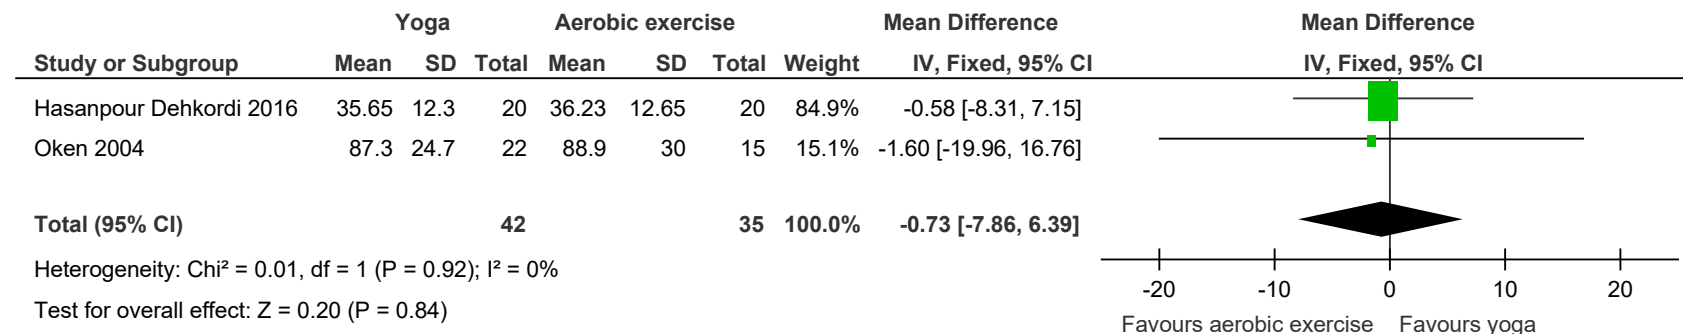 Yoga Aerobic exercise Mean Difference Mean Difference
Study or Subgroup Mean SD Total Mean SD Total Weight IV, Fixed, 95% CI IV, Fixed, 95% CI
Hasanpour Dehkordi 2016 35.65 12.3 20 36.23 12.65 20 84.9% -0.58 [-8.31, 7.15]
Oken 2004 87.3 24.7 22 88.9 30 15 15.1% -1.60 [-19.96, 16.76]
Total (95% CI) 42 35 100.0% -0.73 [-7.86, 6.39]
Heterogeneity: Chi² = 0.01, df = 1 (P = 0.92); I² = 0%
Test for overall effect: Z = 0.20 (P = 0.84)
-20 -10 0 10 20
Favours aerobic exercise Favours yoga